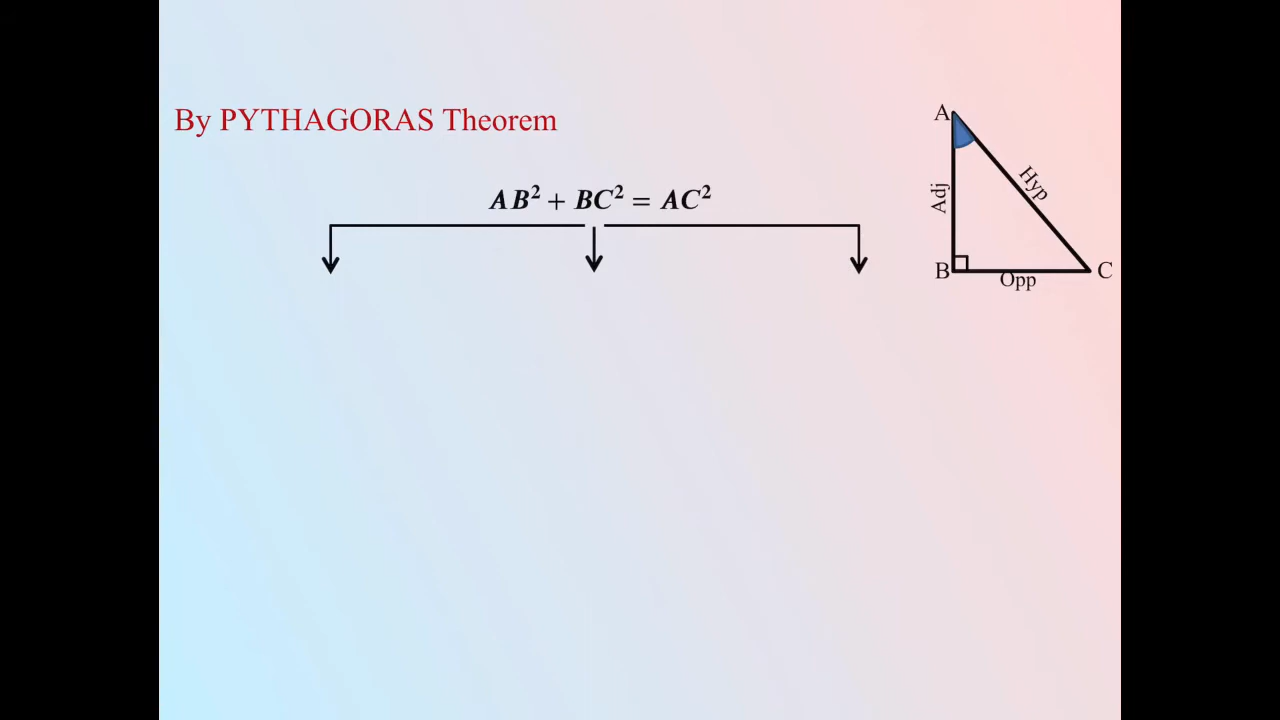 By PYTHAGORAS Theorem
AB² + BC² = AC²
A
Adj
Hyp
B
Opp
C